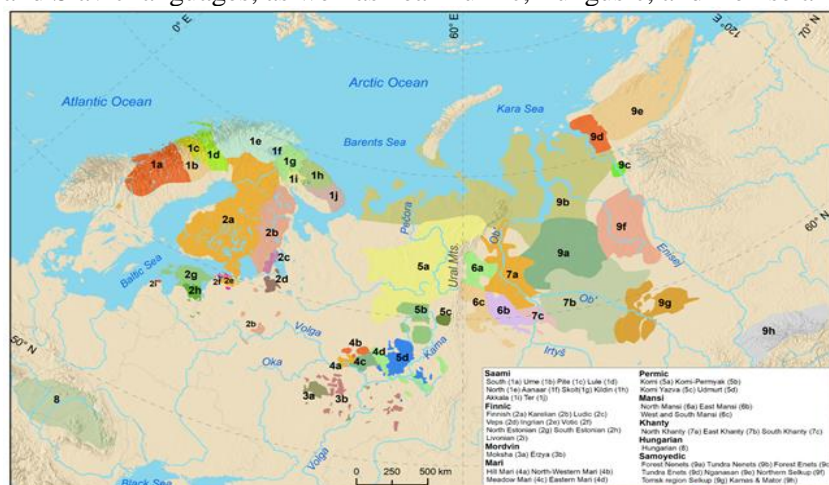 and Slavic languages, as well as
0° E
60° E
120° E
70° N
Arctic Ocean
Atlantic Ocean
Kara Sea
Barents Sea
9e
9d
9c
1c
1d
1e
1f
1a
1b
1g
1h
1i
1j
9b
Pečora
Ob'
9f
Enisej
60° N
2a
2b
5a
Ural Mts.
6a
7a
9a
Baltic Sea
2c
2g
2f
2e
2d
2h
2i
6c
6b
7b
Ob'
9g
7c
5b
5c
9h
50° N
2b
Volga
Kama
Irtyš
4b
4d
5d
Oka
4a
4c
8
3a
3b
Volga
Black Sea
0
250
500 km
Saami
South (1a) Ume (1b) Pite (1c) Lule (1d)
North (1e) Aanaar (1f) Skolt(1g) Kildin (1h)
Akkala (1i) Ter (1j)
Finnic
Finnish (2a) Karelian (2b) Ludic (2c)
Veps (2d) Ingrian (2e) Votic (2f)
North Estonian (2g) South Estonian (2h)
Livonian (2i)
Mordvin
Moksha (3a) Erzya (3b)
Mari
Hill Mari (4a) North-Western Mari (4b)
Meadow Mari (4c) Eastern Mari (4d)
Permic
Komi (5a) Komi-Permyak (5b)
Komi Yazva (5c) Udmurt (5d)
Mansi
North Mansi (6a) East Mansi (6b)
West and South Mansi (6c)
Khanty
North Khanty (7a) East Khanty (7b) South Khanty (7c)
Hungarian
Hungarian (8)
Samoyedic
Forest Nenets (9a) Tundra Nenets (9b) Forest Enets (9c)
Tundra Enets (9d) Nganasan (9e) Northern Selkup (9f)
Tomsk region Selkup (9g) Kamas & Mator (9h)